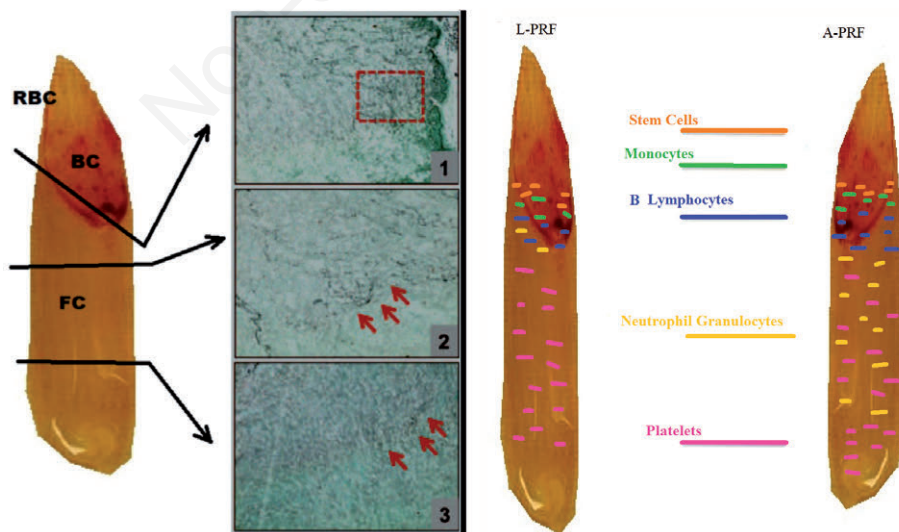 RBC
BC
FC
1
2
3
L-PRF
A-PRF
Stem Cells
Monocytes
B Lymphocytes
Neutrophil Granulocytes
Platelets